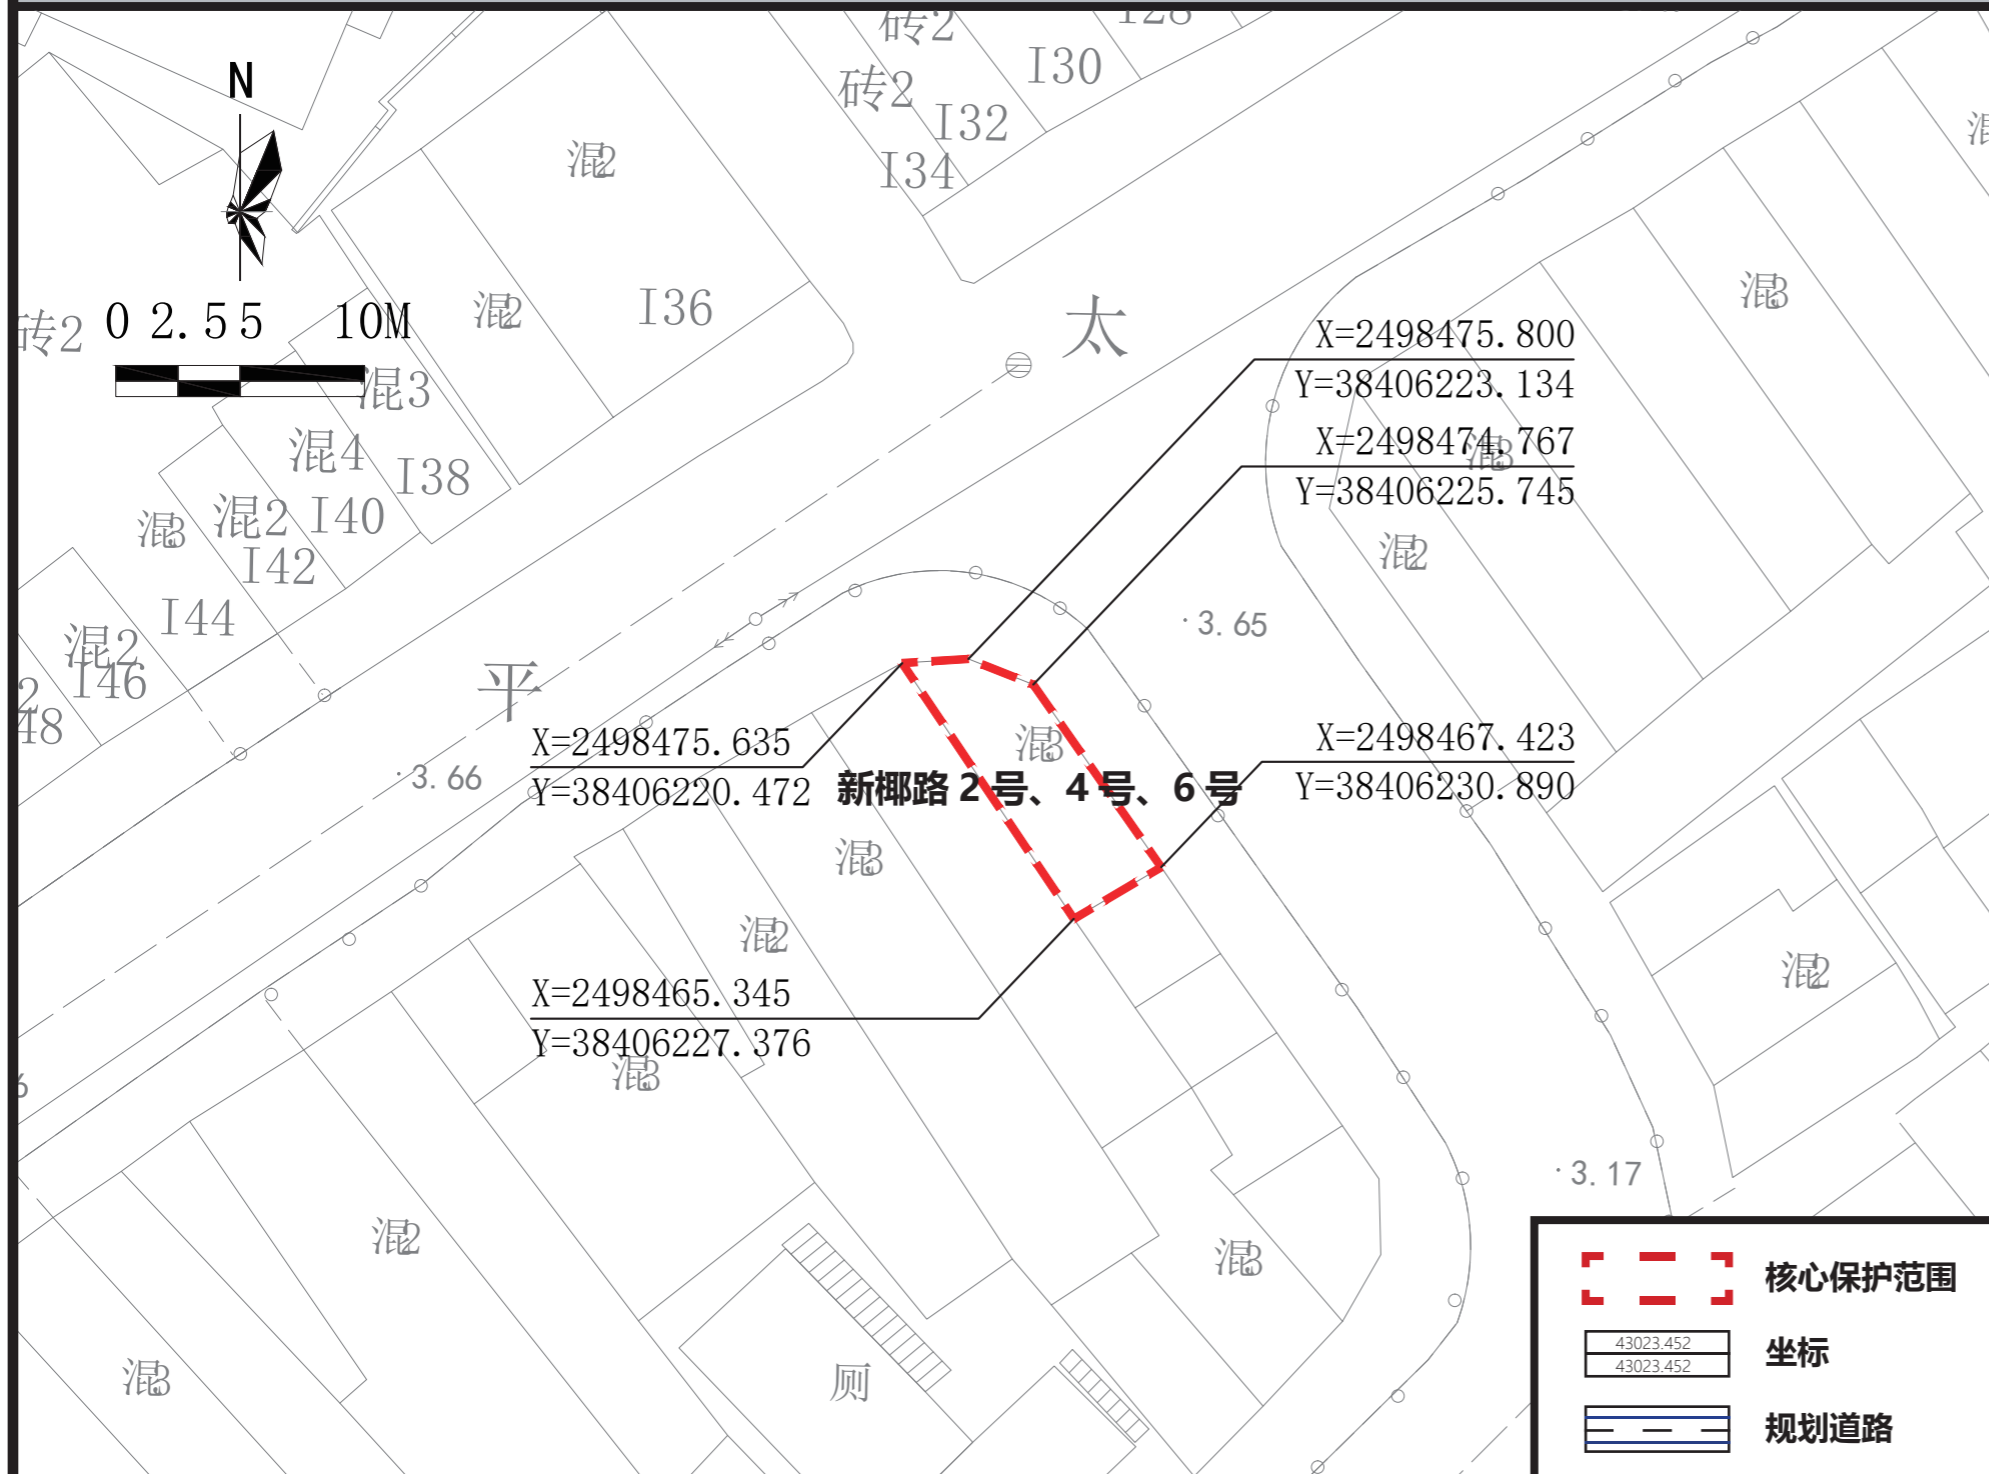 砖2
128
I30
砖2
I32
I34
N
混2
混2
I36
砖2
0 2.55 10M
混3
混4
I38
混3
混2
I40
I42
I44
混2
I46
48
太
平
混3
X=2498475.800
Y=38406223.134
X=2498474.767
混3
Y=38406225.745
混2
·3.65
·3.66
X=2498475.635
Y=38406220.472
混3
新椰路 2 号、4 号、6 号
X=2498467.423
Y=38406230.890
混3
混2
混2
X=2498465.345
Y=38406227.376
混3
·3.17
混2
混3
混3
厕
核心保护范围
43023.452
43023.452
坐标
规划道路